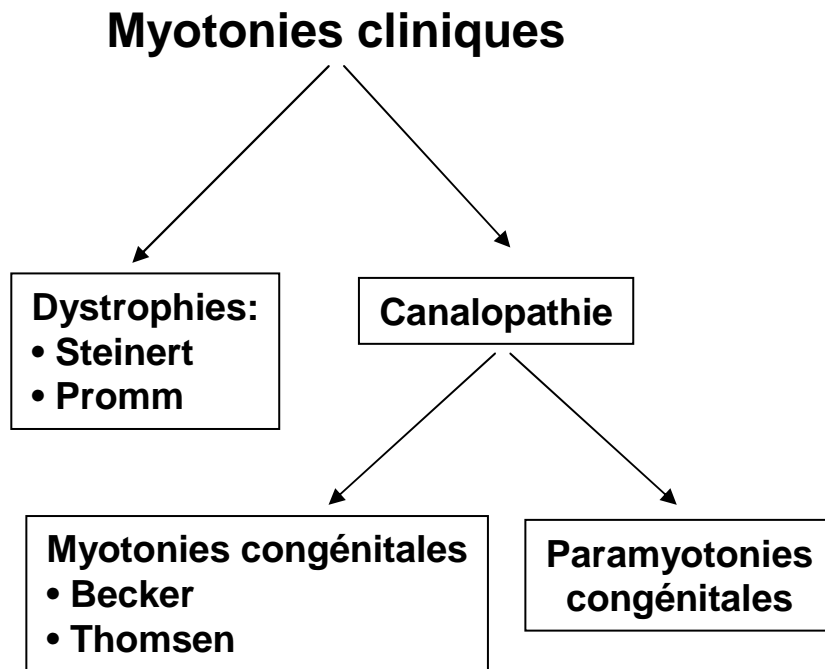 Myotonies cliniques
Dystrophies:
• Steinert
• Promm
Canalopathie
Myotonies congénitales
• Becker
• Thomsen
Paramyotonies
congénitales